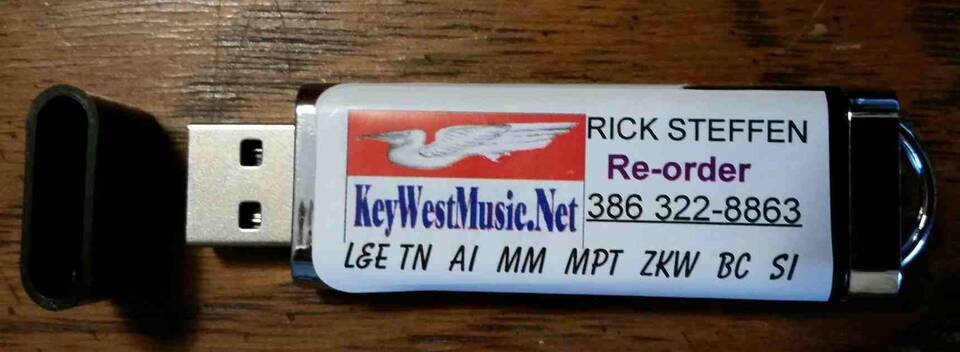 RICK STEFFEN
Re-order
KeyWestMusic.Net
386 322-8863
L&E TN AI MM MPT ZKW BC SI